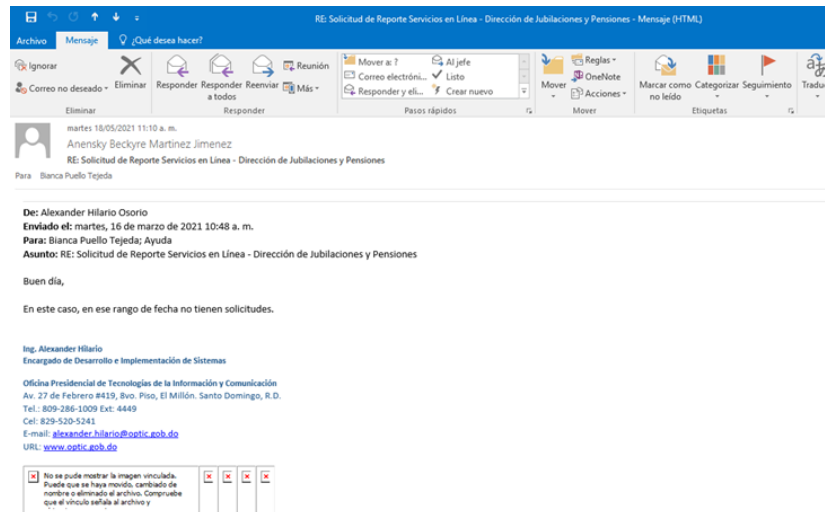 RE: Solicitud de Reporte Servicios en Línea - Dirección de Jubilaciones y Pensiones - Mensaje (HTML)
Archivo Mensaje ¿Qué desea hacer?
Ignorar
Correo no deseado
Eliminar
Responder Responder a todos Reenviar
Reunión
Más
Mover a: ?
Correo electróni...
Responder y eli...
Al jefe
Listo
Crear nuevo
Mover
Reglas
OneNote
Acciones
Marcar como no leído
Categorizar Seguimiento
Eliminar Responder Pasos rápidos Mover Etiquetas
martes 18/05/2021 11:10 a. m.
Anensky Beckyre Martinez Jimenez
RE: Solicitud de Reporte Servicios en Línea - Dirección de Jubilaciones y Pensiones
Para Bianca Puello Tejeda
De: Alexander Hilario Osorio
Enviado el: martes, 16 de marzo de 2021 10:48 a. m.
Para: Bianca Puello Tejeda; Ayuda
Asunto: RE: Solicitud de Reporte Servicios en Línea - Dirección de Jubilaciones y Pensiones
Buen día,
En este caso, en ese rango de fecha no tienen solicitudes.
Ing. Alexander Hilario
Encargado de Desarrollo e Implementación de Sistemas
Oficina Presidencial de Tecnologías de la Información y Comunicación
Av. 27 de Febrero #419, 8vo. Piso, El Millón. Santo Domingo, R.D.
Tel.: 809-286-1009 Ext: 4449
Cel: 829-520-5241
E-mail: alexander.hilario@optic.gob.do
URL: www.optic.gob.do
No se pude mostrar la imagen vinculada.
Puede que se haya movido, cambiado de
nombre o eliminado el archivo. Compruebe
que el vínculo señala al archivo y